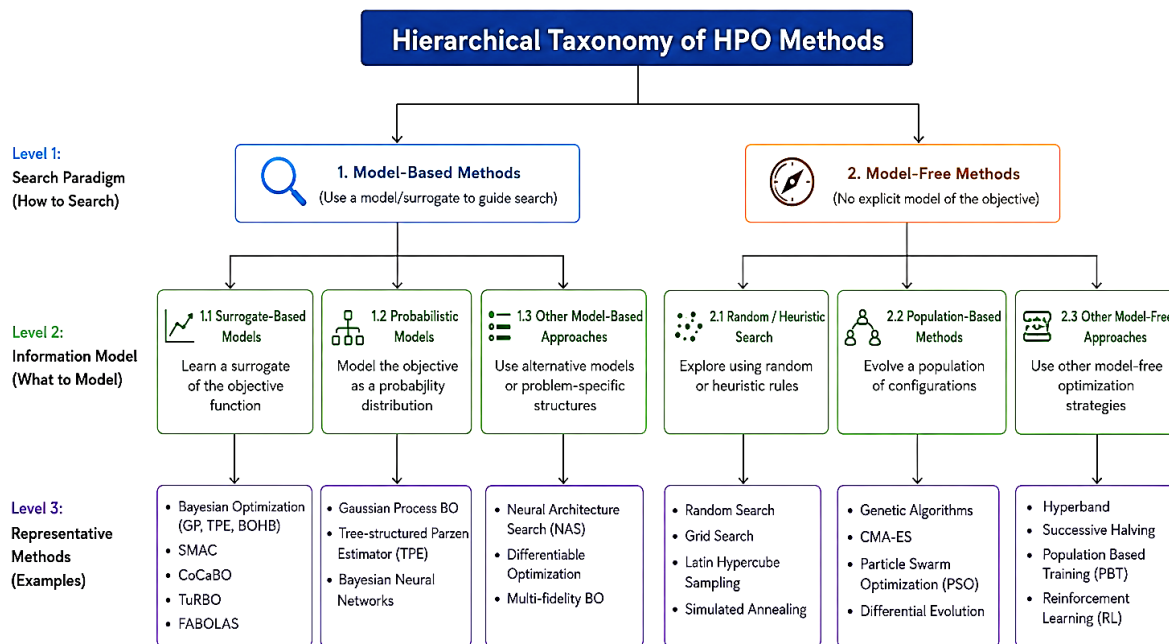 Hierarchical Taxonomy of HPO Methods
Level 1:
Search Paradigm
(How to Search)
1. Model-Based Methods
(Use a model/surrogate to guide search)
2. Model-Free Methods
(No explicit model of the objective)
Level 2:
Information Model
(What to Model)
1.1 Surrogate-Based
Models
Learn a surrogate
of the objective
function
1.2 Probabilistic
Models
Model the objective
as a probability
distribution
1.3 Other Model-Based
Approaches
Use alternative models
or problem-specific
structures
2.1 Random / Heuristic
Search
Explore using random
or heuristic rules
2.2 Population-Based
Methods
Evolve a population
of configurations
2.3 Other Model-Free
Approaches
Use other model-free
optimization
strategies
Level 3:
Representative
Methods
(Examples)
• Bayesian Optimization
(GP, TPE, BOHB)
• SMAC
• CoCaBO
• TuRBO
• FABOLAS
• Gaussian Process BO
• Tree-structured Parzen
Estimator (TPE)
• Bayesian Neural
Networks
• Neural Architecture
Search (NAS)
• Differentiable
Optimization
• Multi-fidelity BO
• Random Search
• Grid Search
• Latin Hypercube
Sampling
• Simulated Annealing
• Genetic Algorithms
• CMA-ES
• Particle Swarm
Optimization (PSO)
• Differential Evolution
• Hyperband
• Successive Halving
• Population Based
Training (PBT)
• Reinforcement
Learning (RL)